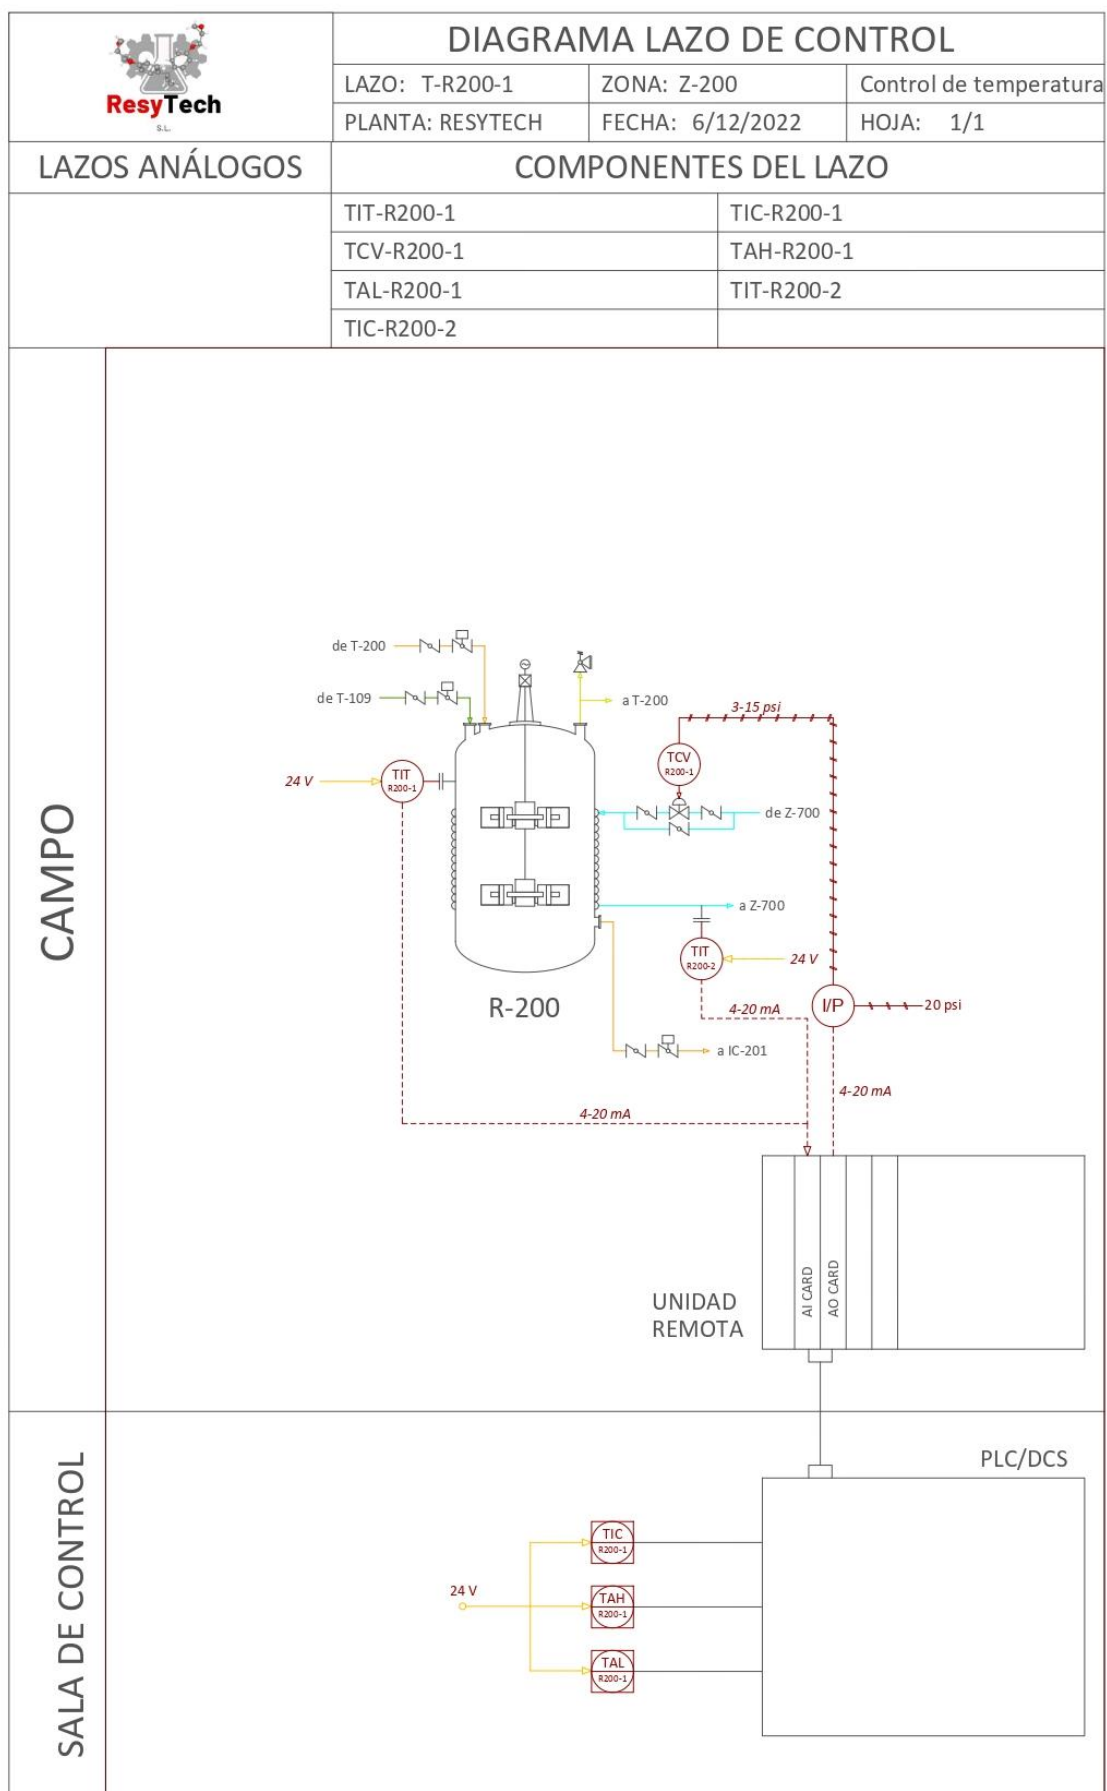 DIAGRAMA LAZO DE CONTROL
ResyTech
S.L.
LAZO: T-R200-1
ZONA: Z-200
Control de temperatura
PLANTA: RESYTECH
FECHA: 6/12/2022
HOJA: 1/1
LAZOS ANÁLOGOS
COMPONENTES DEL LAZO
TIT-R200-1
TIC-R200-1
TCV-R200-1
TAH-R200-1
TAL-R200-1
TIT-R200-2
TIC-R200-2
CAMPO
de T-200
de T-109
a T-200
3-15 psi
TCV
R200-1
24 V
TIT
R200-1
de Z-700
a Z-700
TIT
R200-2
24 V
R-200
4-20 mA
I/P
20 psi
a IC-201
4-20 mA
4-20 mA
AI CARD
AO CARD
UNIDAD
REMOTA
SALA DE CONTROL
PLC/DCS
TIC
R200-1
24 V
TAH
R200-1
TAL
R200-1